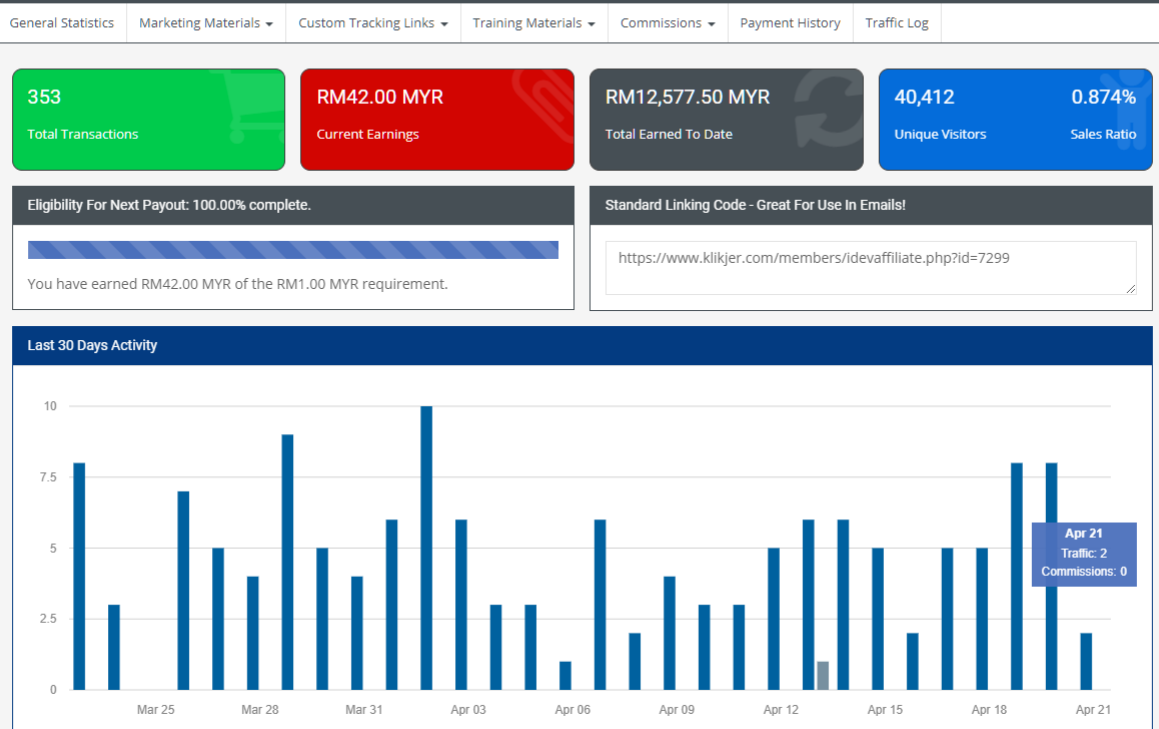 General Statistics Marketing Materials Custom Tracking Links Training Materials Commissions Payment History Traffic Log
353
Total Transactions
RM42.00 MYR
Current Earnings
RM12,577.50 MYR
Total Earned To Date
40,412 0.874%
Unique Visitors Sales Ratio
Eligibility For Next Payout: 100.00% complete.
You have earned RM42.00 MYR of the RM1.00 MYR requirement.
Standard Linking Code - Great For Use In Emails!
https://www.klikjer.com/members/idevaffiliate.php?id=7299
Last 30 Days Activity
10
7.5
5
2.5
0
Apr 21
Traffic: 2
Commissions: 0
Mar 25 Mar 28 Mar 31 Apr 03 Apr 06 Apr 09 Apr 12 Apr 15 Apr 18 Apr 21